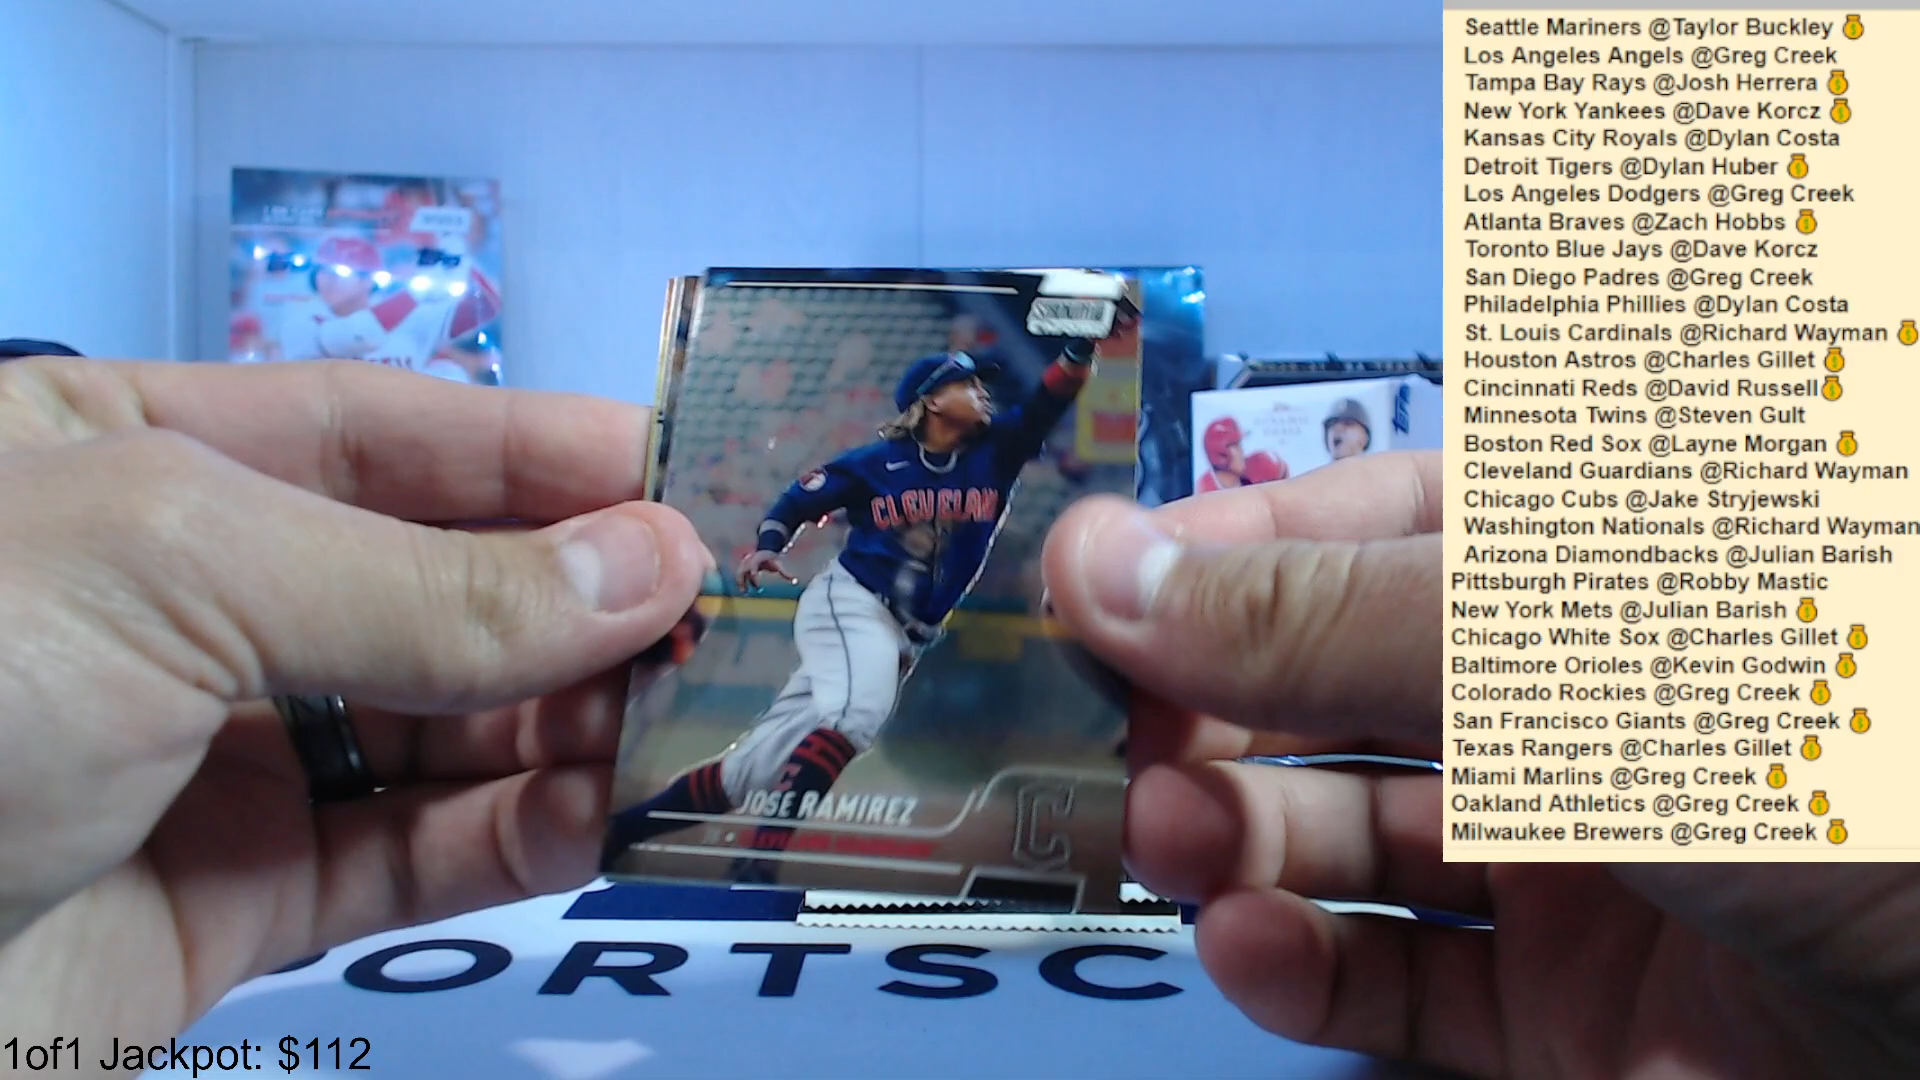 Seattle Mariners @Taylor Buckley
Los Angeles Angels @Greg Creek
Tampa Bay Rays @Josh Herrera
New York Yankees @Dave Korcz
Kansas City Royals @Dylan Costa
Detroit Tigers @Dylan Huber
Los Angeles Dodgers @Greg Creek
Atlanta Braves @Zach Hobbs
Toronto Blue Jays @Dave Korcz
San Diego Padres @Greg Creek
Philadelphia Phillies @Dylan Costa
St. Louis Cardinals @Richard Wayman
Houston Astros @Charles Gillet
Cincinnati Reds @David Russell
Minnesota Twins @Steven Gult
Boston Red Sox @Layne Morgan
Cleveland Guardians @Richard Wayman
Chicago Cubs @Jake Stryjewski
Washington Nationals @Richard Wayman
Arizona Diamondbacks @Julian Barish
Pittsburgh Pirates @Robby Mastic
New York Mets @Julian Barish
Chicago White Sox @Charles Gillet
Baltimore Orioles @Kevin Godwin
Colorado Rockies @Greg Creek
San Francisco Giants @Greg Creek
Texas Rangers @Charles Gillet
Miami Marlins @Greg Creek
Oakland Athletics @Greg Creek
Milwaukee Brewers @Greg Creek
CLEVELAN
JOSE RAMIREZ
C
ORTSC
1of1 Jackpot: $112